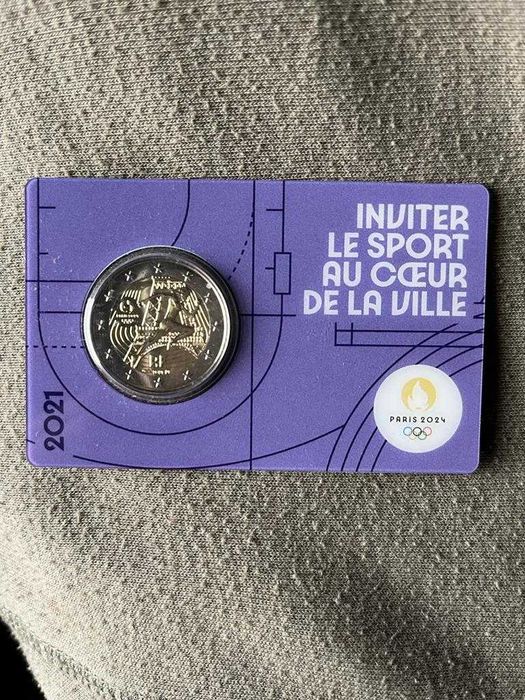 INVITER
LE SPORT
AU CŒUR
DE LA VILLE
2021
PARIS 2024